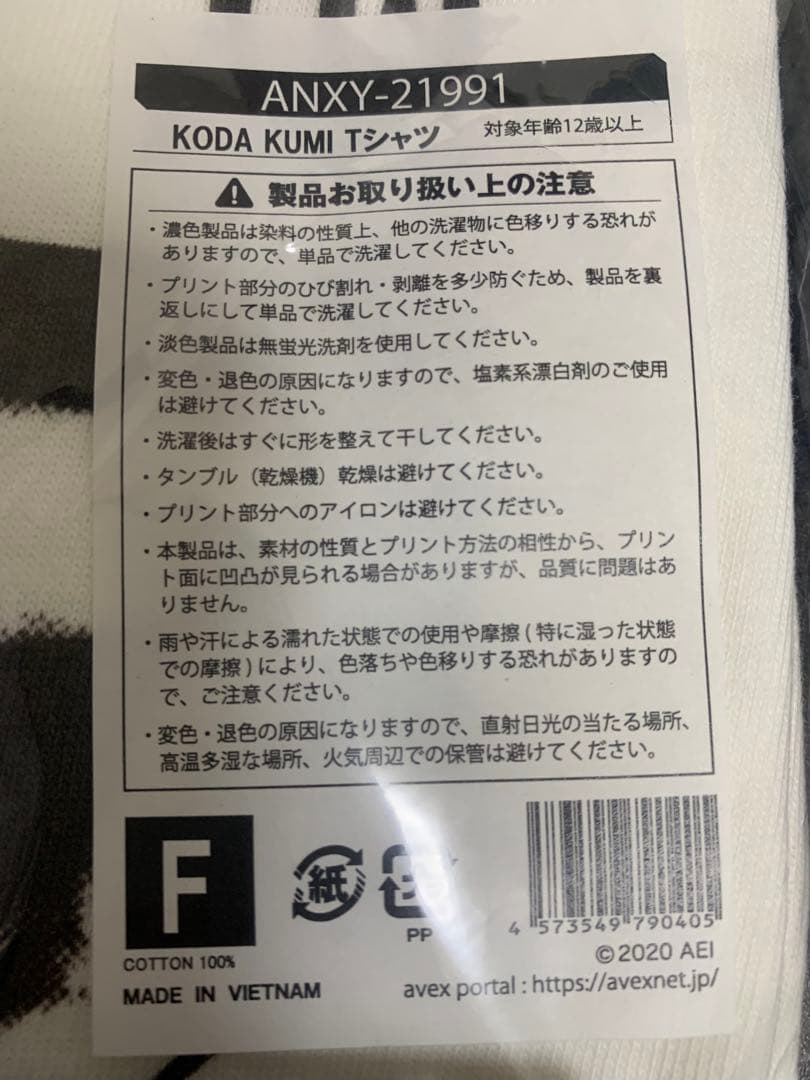 ANXY-21991
KODA KUMI Tシャツ 対象年齢12歳以上
製品お取り扱い上の注意
・濃色製品は染料の性質上、他の洗濯物に色移りする恐れが
ありますので、単品で洗濯してください。
・プリント部分のひび割れ・剥離を多少防ぐため、製品を裏
返しにして単品で洗濯してください。
・淡色製品は無蛍光洗剤を使用してください。
・変色・退色の原因になりますので、塩素系漂白剤のご使用
は避けてください。
・洗濯後はすぐに形を整えて干してください。
・タンブル（乾燥機）乾燥は避けてください。
・プリント部分へのアイロンは避けてください。
・本製品は、素材の性質とプリント方法の相性から、プリン
ト面に凹凸が見られる場合がありますが、品質に問題はあ
りません。
・雨や汗による濡れた状態での使用や摩擦(特に湿った状態
での摩擦)により、色落ちや色移りする恐れがありますの
で、ご注意ください。
・変色・退色の原因になりますので、直射日光の当たる場所、
高温多湿な場所、火気周辺での保管は避けてください。
F
紙
PP
4 573549 790405
COTTON 100%
©2020 AEI
MADE IN VIETNAM
avex portal : https://avexnet.jp/